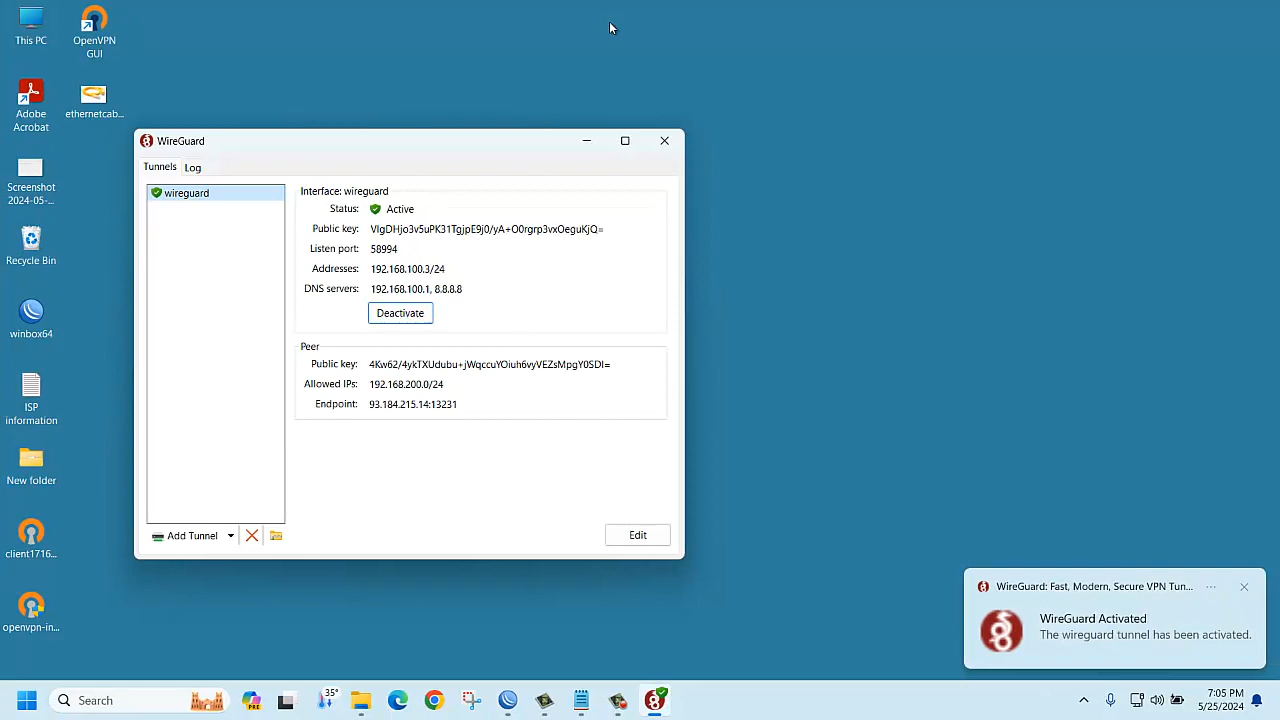 This PC
OpenVPN
GUI
Adobe
Acrobat
ethernetcab...
Screenshot
2024-05-...
Recycle Bin
winbox64
ISP
information
New folder
client1716...
openvpn-in...
WireGuard
Tunnels
Log
wireguard
Interface: wireguard
Status: Active
Public key: VIgDHjo3v5uPK31TgjpE9j0/yA+O0rgrp3vxOeguKjQ=
Listen port: 58994
Addresses: 192.168.100.3/24
DNS servers: 192.168.100.1, 8.8.8.8
Deactivate
Peer
Public key: 4Kw62/4ykTXUdubu+jWqccuYOiuh6vyVEZsMpgY0SDI=
Allowed IPs: 192.168.200.0/24
Endpoint: 93.184.215.14:13231
Add Tunnel
Edit
WireGuard: Fast, Modern, Secure VPN Tun...
WireGuard Activated
The wireguard tunnel has been activated.
Search
PRE
35°
7:05 PM
5/25/2024